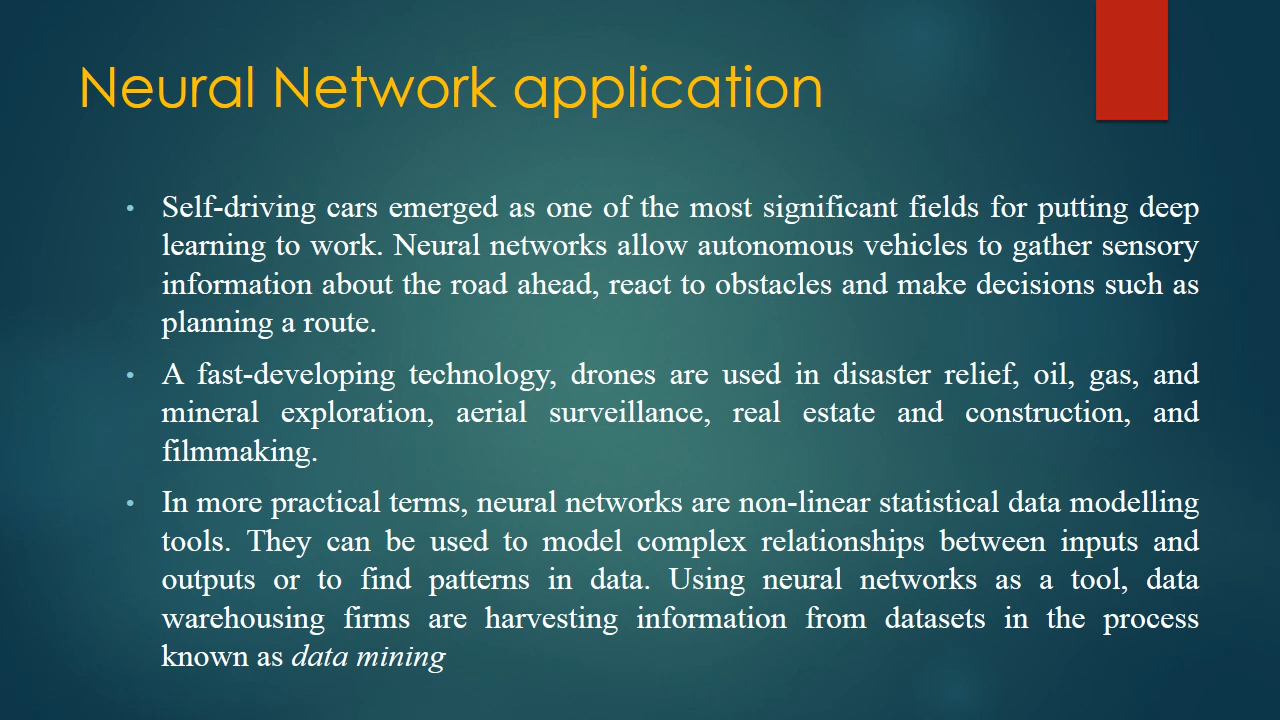 Neural Network application
• Self-driving cars emerged as one of the most significant fields for putting deep
learning to work. Neural networks allow autonomous vehicles to gather sensory
information about the road ahead, react to obstacles and make decisions such as
planning a route.
• A fast-developing technology, drones are used in disaster relief, oil, gas, and
mineral exploration, aerial surveillance, real estate and construction, and
filmmaking.
• In more practical terms, neural networks are non-linear statistical data modelling
tools. They can be used to model complex relationships between inputs and
outputs or to find patterns in data. Using neural networks as a tool, data
warehousing firms are harvesting information from datasets in the process
known as data mining